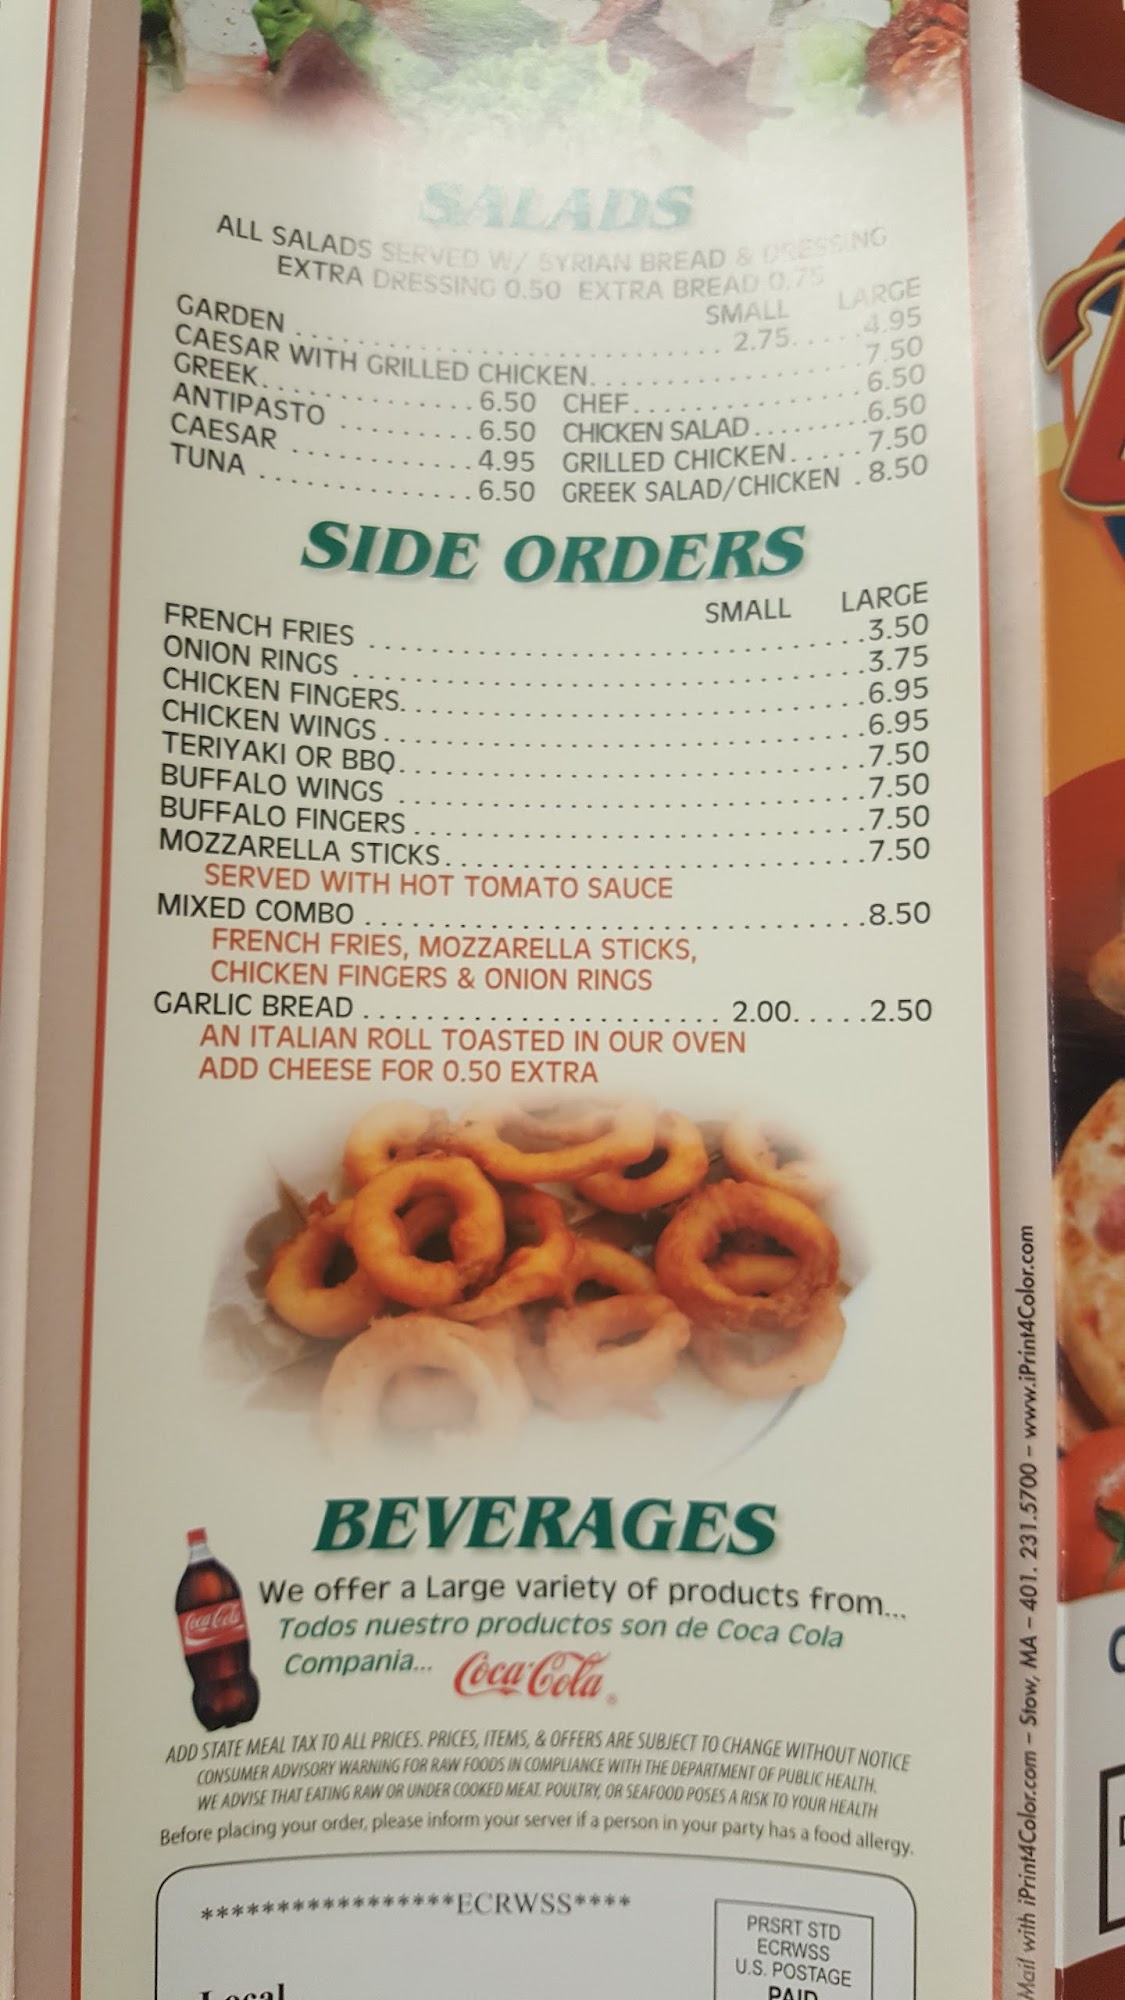 SALADS
ALL SALADS SERVED W/ SYRIAN BREAD & DRESSING
EXTRA DRESSING 0.50 EXTRA BREAD 0.75
SMALL LARGE
GARDEN 2.75 4.95
CAESAR WITH GRILLED CHICKEN 7.50
GREEK 6.50 CHEF 6.50
ANTIPASTO 6.50 CHICKEN SALAD 6.50
CAESAR 4.95 GRILLED CHICKEN 7.50
TUNA 6.50 GREEK SALAD/CHICKEN 8.50
SIDE ORDERS
SMALL LARGE
FRENCH FRIES 3.50
ONION RINGS 3.75
CHICKEN FINGERS 6.95
CHICKEN WINGS 6.95
TERIYAKI OR BBQ 7.50
BUFFALO WINGS 7.50
BUFFALO FINGERS 7.50
MOZZARELLA STICKS 7.50
SERVED WITH HOT TOMATO SAUCE
MIXED COMBO 8.50
FRENCH FRIES, MOZZARELLA STICKS,
CHICKEN FINGERS & ONION RINGS
GARLIC BREAD 2.00 2.50
AN ITALIAN ROLL TOASTED IN OUR OVEN
ADD CHEESE FOR 0.50 EXTRA
BEVERAGES
We offer a Large variety of products from...
Todos nuestro productos son de Coca Cola
Compania... Coca-Cola
Coca-Cola
ADD STATE MEAL TAX TO ALL PRICES. PRICES, ITEMS, & OFFERS ARE SUBJECT TO CHANGE WITHOUT NOTICE
CONSUMER ADVISORY WARNING FOR RAW FOODS IN COMPLIANCE WITH THE DEPARTMENT OF PUBLIC HEALTH.
WE ADVISE THAT EATING RAW OR UNDER COOKED MEAT. POULTRY, OR SEAFOOD POSES A RISK TO YOUR HEALTH
Before placing your order, please inform your server if a person in your party has a food allergy.
*****************ECRWSS****
Local
PRSRT STD
ECRWSS
U.S. POSTAGE
PAID
Mail with iPrint4Color.com – Stow, MA – 401. 231.5700 – www.iPrint4Color.com